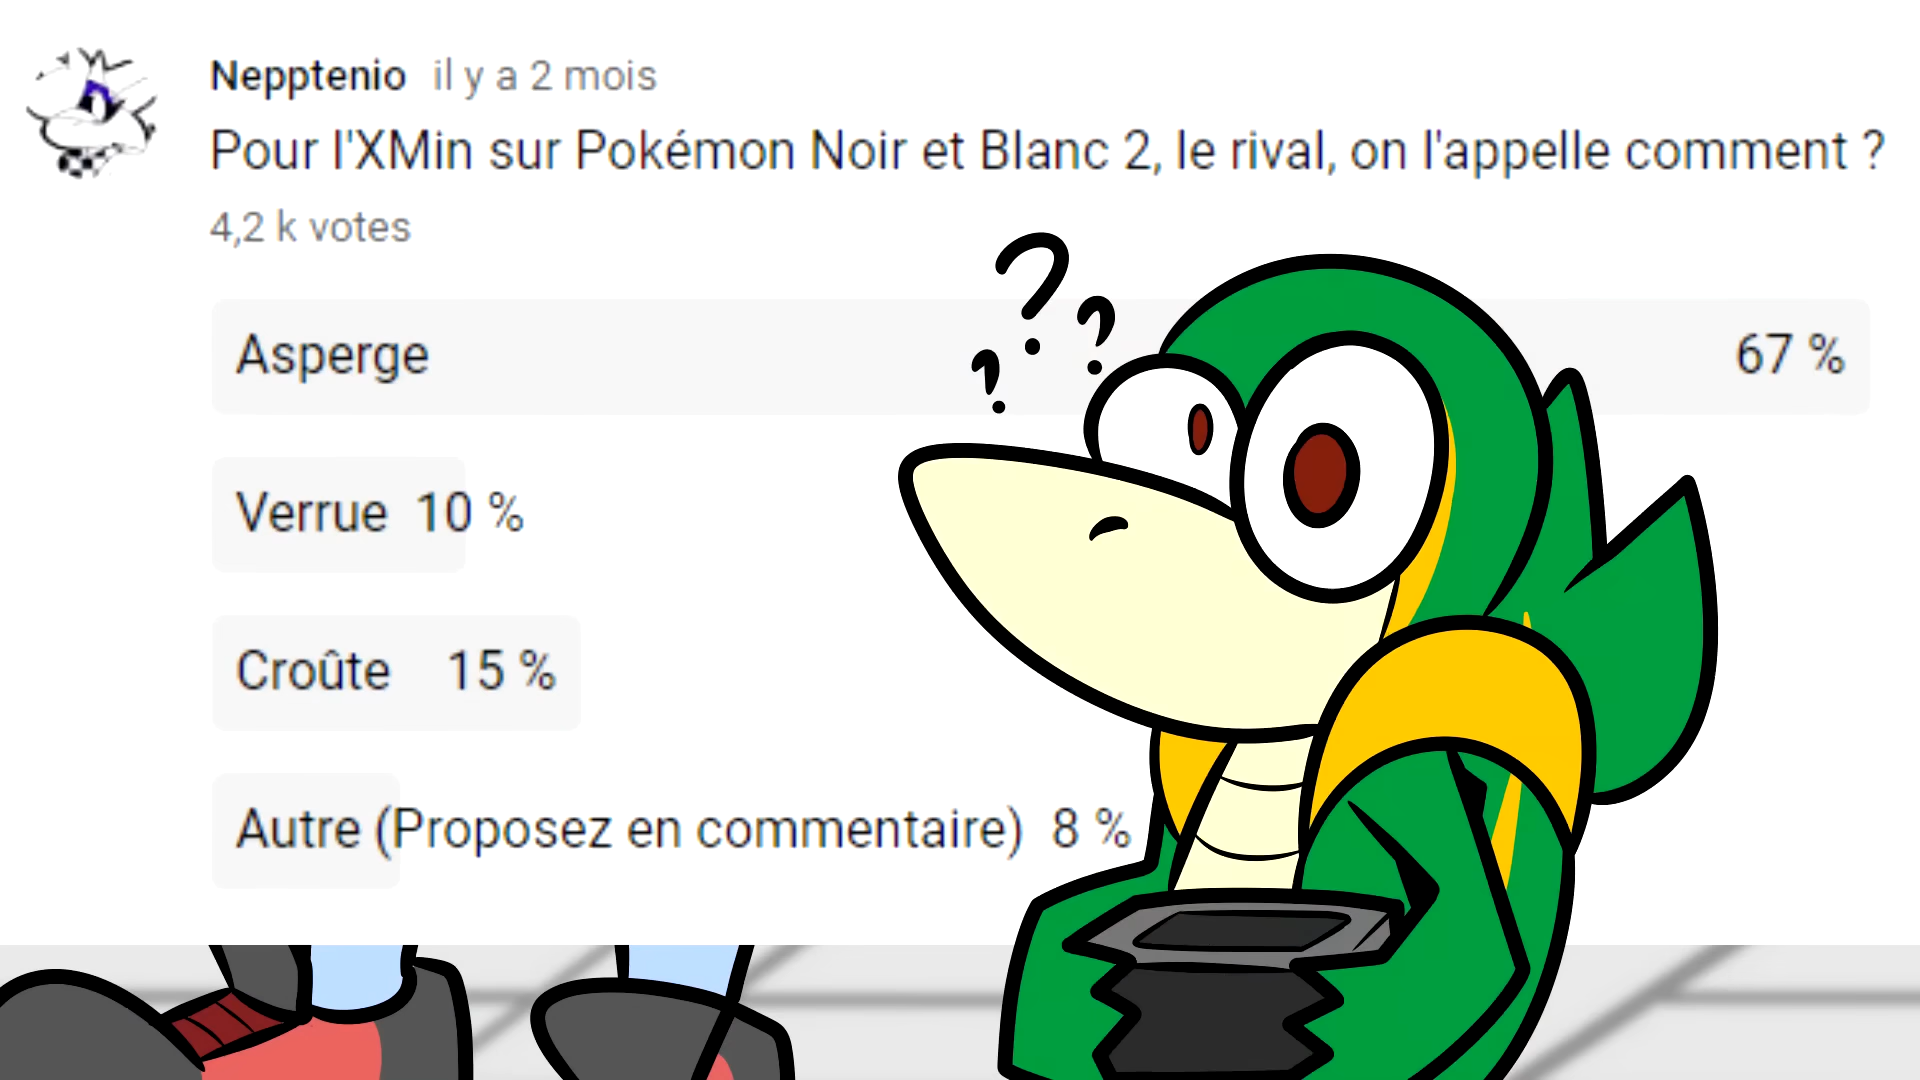 Nepptenio il y a 2 mois
Pour l'XMin sur Pokémon Noir et Blanc 2, le rival, on l'appelle comment ?
4,2 k votes
? ? ?
Asperge 67 %
Verrue 10 %
Croûte 15 %
Autre (Proposez en commentaire) 8 %